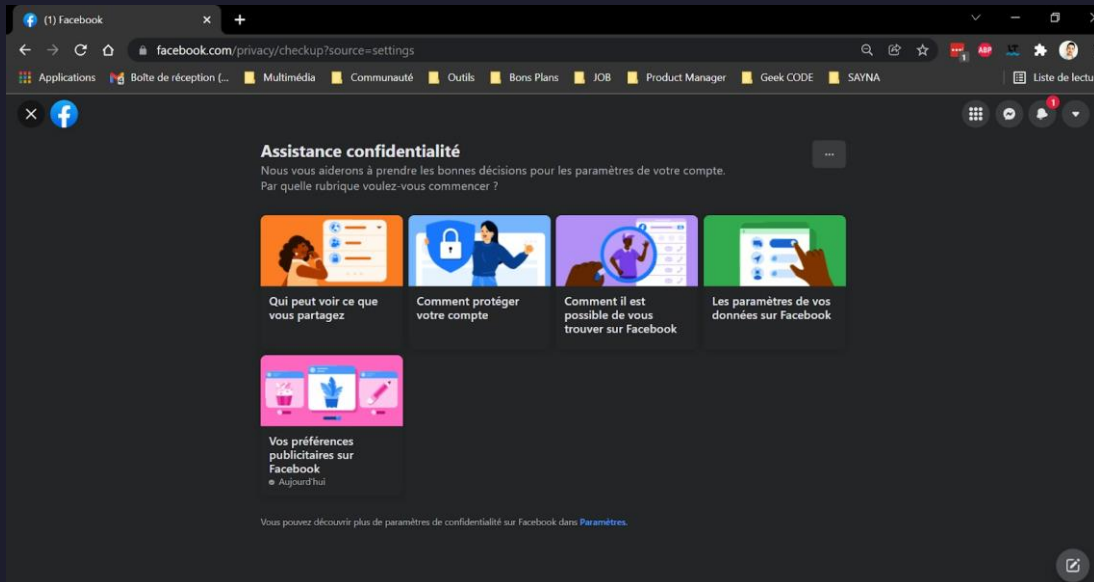 (1) Facebook
facebook.com/privacy/checkup?source=settings
1
ABP
Applications
Boîte de réception (...
Multimédia
Communauté
Outils
Bons Plans
JOB
Product Manager
Geek CODE
SAYNA
Liste de lectu
1
Assistance confidentialité
Nous vous aiderons à prendre les bonnes décisions pour les paramètres de votre compte.
Par quelle rubrique voulez-vous commencer ?
Qui peut voir ce que
vous partagez
Comment protéger
votre compte
Comment il est
possible de vous
trouver sur Facebook
Les paramètres de vos
données sur Facebook
Vos préférences
publicitaires sur
Facebook
Aujourd'hui
Vous pouvez découvrir plus de paramètres de confidentialité sur Facebook dans Paramètres.